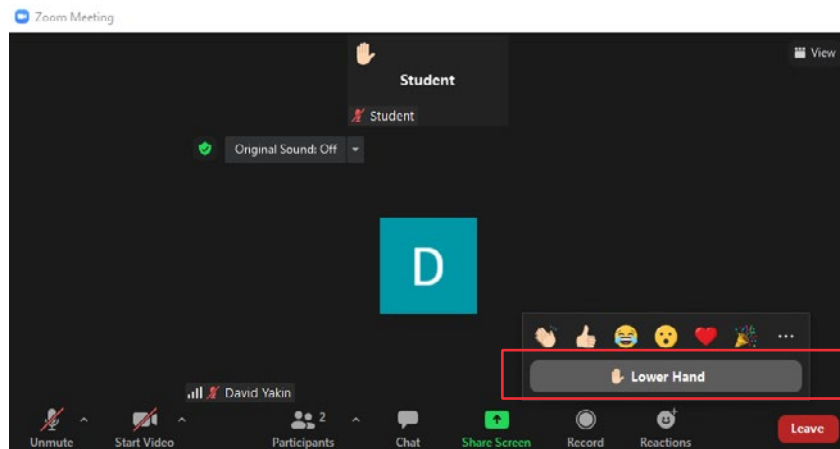 Zoom Meeting
View
Student
Student
Original Sound: Off
D
Lower Hand
David Yakin
Unmute
Start Video
2
Participants
Chat
Share Screen
Record
Reactions
Leave